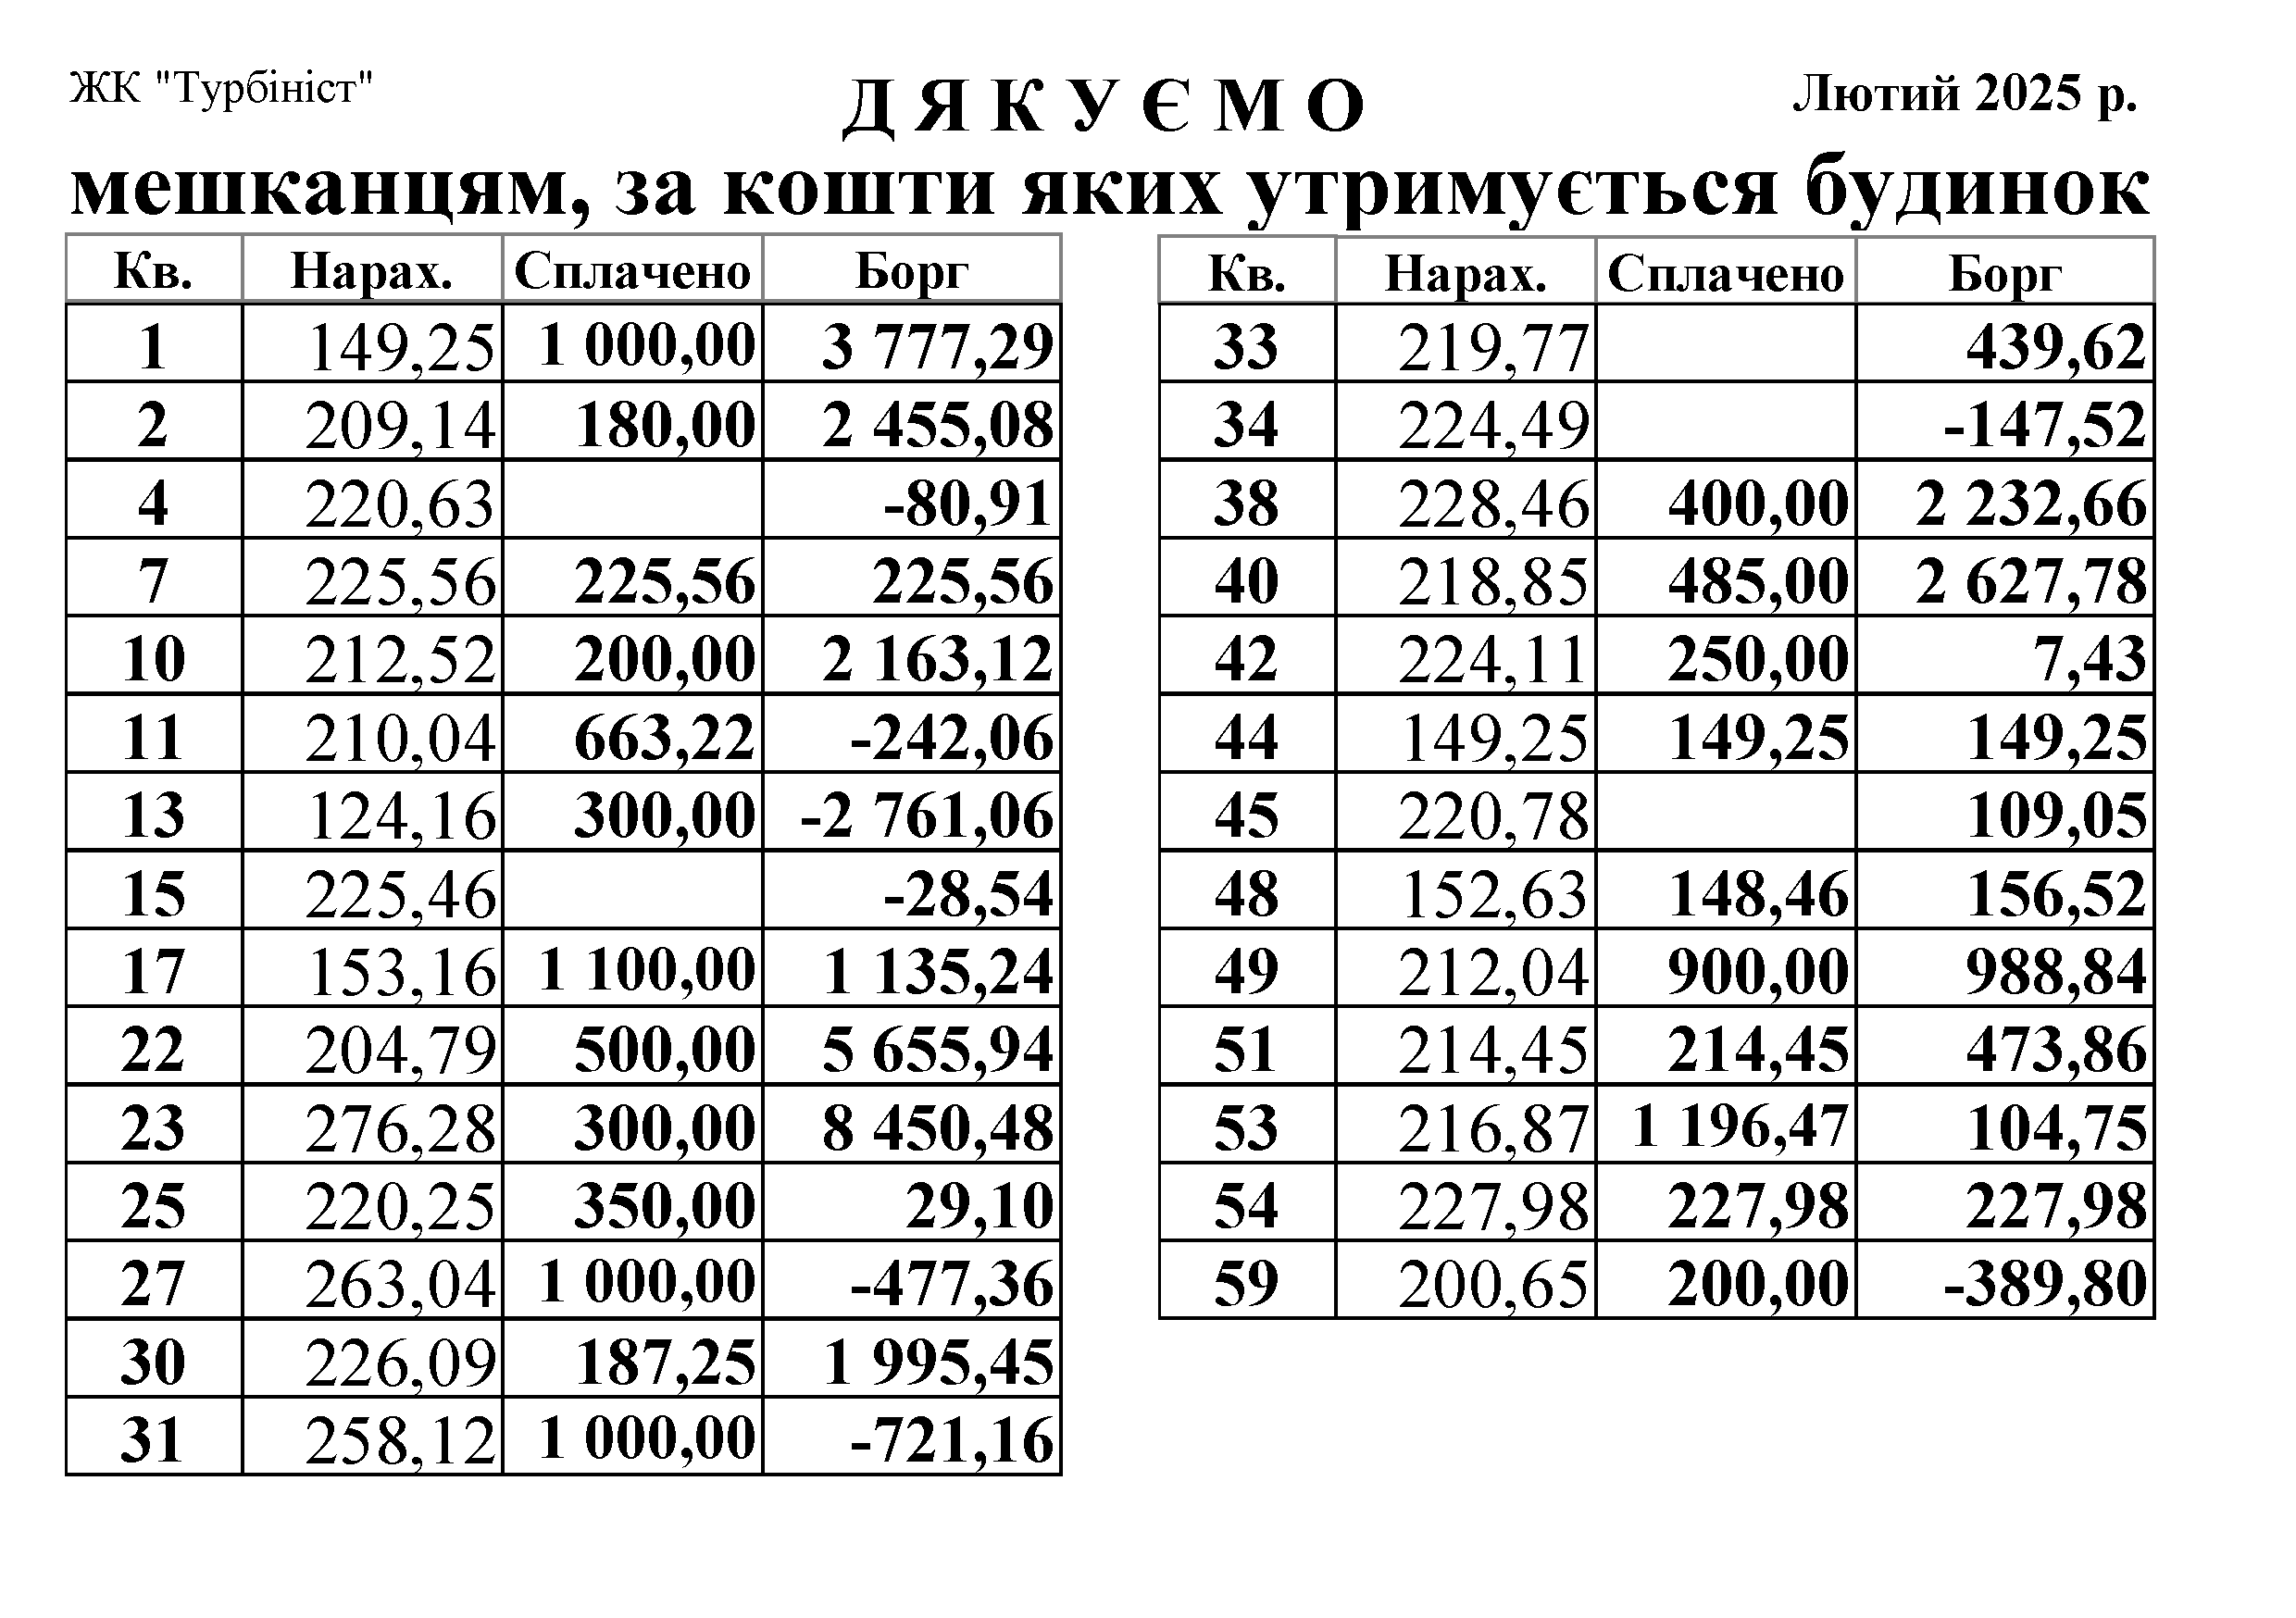 ЖК "Турбініст"
Д Я К У Є М О
Лютий 2025 р.
мешканцям, за кошти яких утримується будинок
Кв. Нарах. Сплачено Борг
1 149,25 1 000,00 3 777,29
2 209,14 180,00 2 455,08
4 220,63 -80,91
7 225,56 225,56 225,56
10 212,52 200,00 2 163,12
11 210,04 663,22 -242,06
13 124,16 300,00 -2 761,06
15 225,46 -28,54
17 153,16 1 100,00 1 135,24
22 204,79 500,00 5 655,94
23 276,28 300,00 8 450,48
25 220,25 350,00 29,10
27 263,04 1 000,00 -477,36
30 226,09 187,25 1 995,45
31 258,12 1 000,00 -721,16
Кв. Нарах. Сплачено Борг
33 219,77 439,62
34 224,49 -147,52
38 228,46 400,00 2 232,66
40 218,85 485,00 2 627,78
42 224,11 250,00 7,43
44 149,25 149,25 149,25
45 220,78 109,05
48 152,63 148,46 156,52
49 212,04 900,00 988,84
51 214,45 214,45 473,86
53 216,87 1 196,47 104,75
54 227,98 227,98 227,98
59 200,65 200,00 -389,80